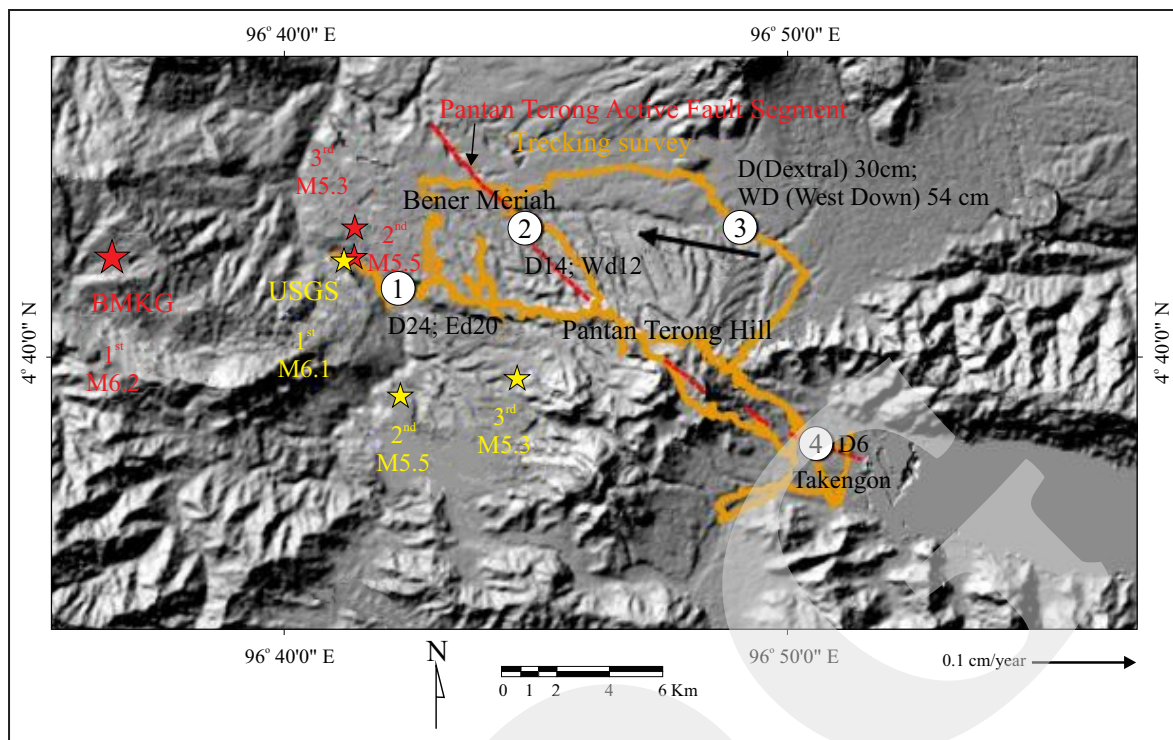 96° 40'0" E
96° 50'0" E
Pantan Terong Active Fault Segment
Trecking survey
3rd
M5.3
D(Dextral) 30cm;
WD (West Down) 54 cm
Bener Meriah
2
3
2nd
M5.5
D14; Wd12
BMKG
USGS
1
D24; Ed20
Pantan Terong Hill
1st
M6.2
1st
M6.1
4° 40'0" N
4° 40'0" N
2nd
M5.5
3rd
M5.3
4
D6
Takengon
96° 40'0" E
96° 50'0" E
N
0 1 2 4 6 Km
0.1 cm/year